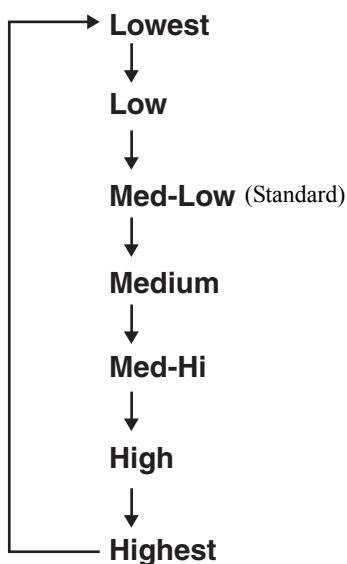 Lowest
Low
Med-Low (Standard)
Medium
Med-Hi
High
Highest